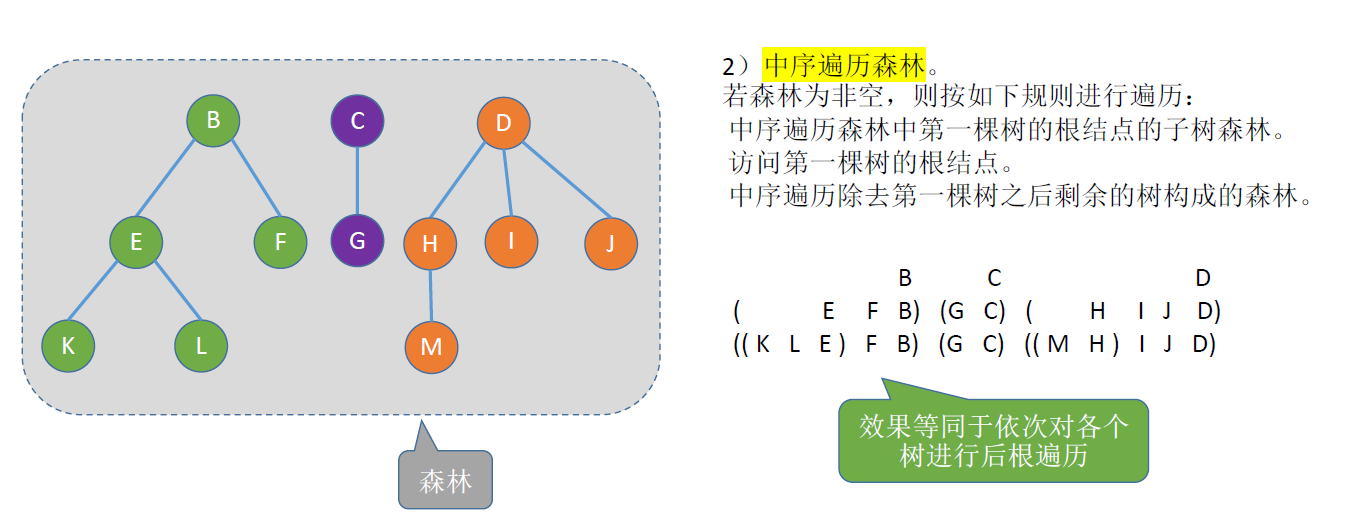 B
C
D
E
F
G
H
I
J
K
L
M
森林
2）中序遍历森林。
若森林为非空，则按如下规则进行遍历：
中序遍历森林中第一棵树的根结点的子树森林。
访问第一棵树的根结点。
中序遍历除去第一棵树之后剩余的树构成的森林。
B C D
( E F B) (G C) ( H I J D)
(( K L E ) F B) (G C) (( M H ) I J D)
效果等同于依次对各个
树进行后根遍历